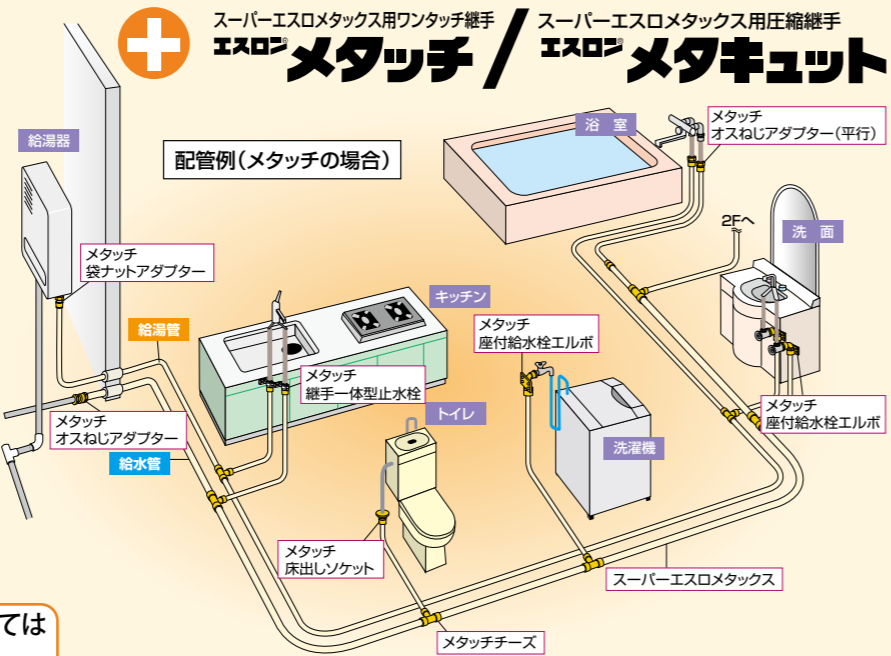 スーパーエスロメタックス用ワンタッチ継手
エスロン®メタッチ
/
スーパーエスロメタックス用圧縮継手
エスロン®メタキュット
配管例(メタッチの場合)
給湯器
メタッチ
袋ナットアダプター
給湯管
メタッチ
オスねじアダプター
給水管
キッチン
メタッチ
継手一体型止水栓
トイレ
メタッチ
床出しソケット
メタッチチーズ
メタッチ
座付給水栓エルボ
洗濯機
スーパーエスロメタックス
浴 室
メタッチ
オスねじアダプター(平行)
2Fへ
洗 面
メタッチ
座付給水栓エルボ
ては